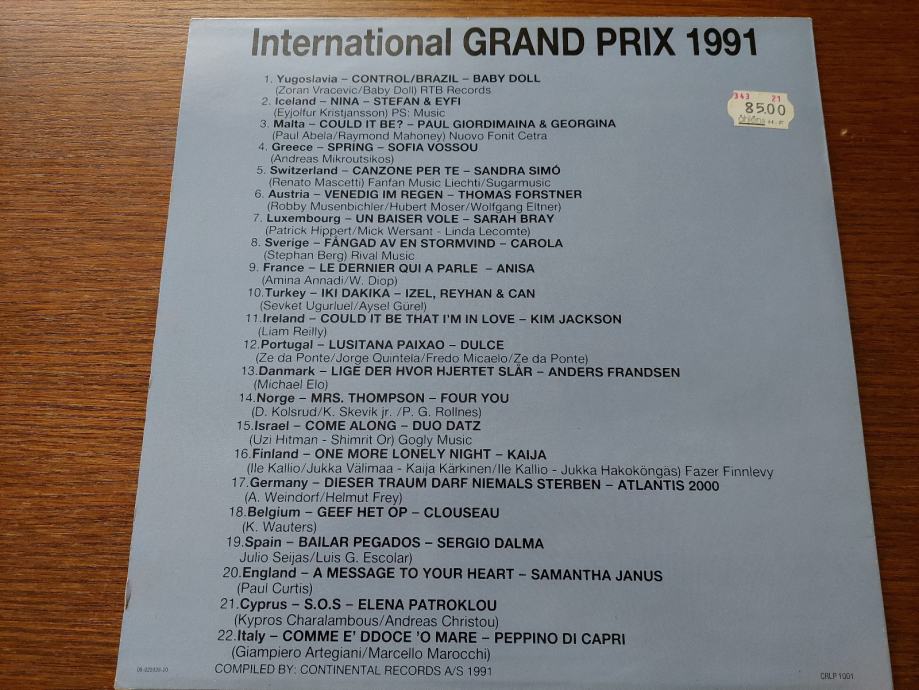 International GRAND PRIX 1991
343 21
8500
1. Yugoslavia – CONTROL/BRAZIL – BABY DOLL
(Zoran Vracevic/Baby Doll) RTB Records
2. Iceland – NINA – STEFAN & EYFI
(Eyjolfur Kristjansson) PS: Music
3. Malta – COULD IT BE? – PAUL GIORDIMAINA & GEORGINA
(Paul Abela/Raymond Mahoney) Nuovo Fonit Cetra
4. Greece – SPRING – SOFIA VOSSOU
(Andreas Mikroutsikos)
5. Switzerland – CANZONE PER TE – SANDRA SIMÓ
(Renato Mascetti) Fanfan Music Liechti/Sugarmusic
6. Austria – VENEDIG IM REGEN – THOMAS FORSTNER
(Robby Musenbichler/Hubert Moser/Wolfgang Eltner)
7. Luxembourg – UN BAISER VOLE – SARAH BRAY
(Patrick Hippert/Mick Wersant - Linda Lecomte)
8. Sverige – FÅNGAD AV EN STORMVIND – CAROLA
(Stephan Berg) Rival Music
9. France – LE DERNIER QUI A PARLE – ANISA
(Amina Annadi/W. Diop)
10.Turkey – IKI DAKIKA – IZEL, REYHAN & CAN
(Sevket Ugurluel/Aysel Gürel)
11.Ireland – COULD IT BE THAT I'M IN LOVE – KIM JACKSON
(Liam Reilly)
12.Portugal – LUSITANA PAIXAO – DULCE
(Ze da Ponte/Jorge Quintela/Fredo Micaelo/Ze da Ponte)
13.Danmark – LIGE DER HVOR HJERTET SLÅR – ANDERS FRANDSEN
(Michael Elo)
14.Norge – MRS. THOMPSON – FOUR YOU
(D. Kolsrud/K. Skevik jr. /P. G. Rollnes)
15.Israel – COME ALONG – DUO DATZ
(Uzi Hitman - Shimrit Or) Gogly Music
16.Finland – ONE MORE LONELY NIGHT – KAIJA
(Ile Kallio/Jukka Välimaa - Kaija Kärkinen/Ile Kallio - Jukka Hakoköngäs) Fazer Finnlevy
17.Germany – DIESER TRAUM DARF NIEMALS STERBEN – ATLANTIS 2000
(A. Weindorf/Helmut Frey)
18.Belgium – GEEF HET OP – CLOUSEAU
(K. Wauters)
19.Spain – BAILAR PEGADOS – SERGIO DALMA
Julio Seijas/Luis G. Escolar)
20.England – A MESSAGE TO YOUR HEART – SAMANTHA JANUS
(Paul Curtis)
21.Cyprus – S.O.S – ELENA PATROKLOU
(Kypros Charalambous/Andreas Christou)
22.Italy – COMME E' DDOCE 'O MARE – PEPPINO DI CAPRI
(Giampiero Artegiani/Marcello Marocchi)
COMPILED BY: CONTINENTAL RECORDS A/S 1991
CRLP 1001